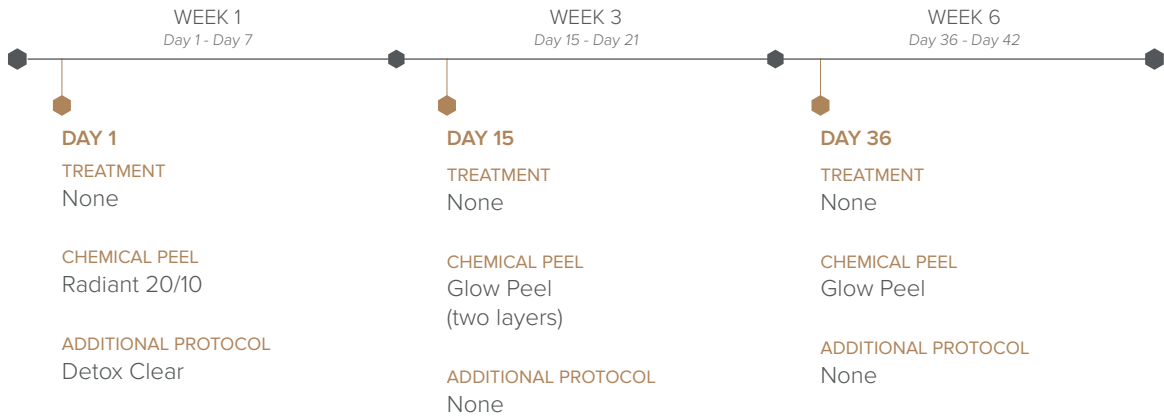 WEEK 1
Day 1 - Day 7
WEEK 3
Day 15 - Day 21
WEEK 6
Day 36 - Day 42
DAY 1
TREATMENT
None
CHEMICAL PEEL
Radiant 20/10
ADDITIONAL PROTOCOL
Detox Clear
DAY 15
TREATMENT
None
CHEMICAL PEEL
Glow Peel
(two layers)
ADDITIONAL PROTOCOL
None
DAY 36
TREATMENT
None
CHEMICAL PEEL
Glow Peel
ADDITIONAL PROTOCOL
None